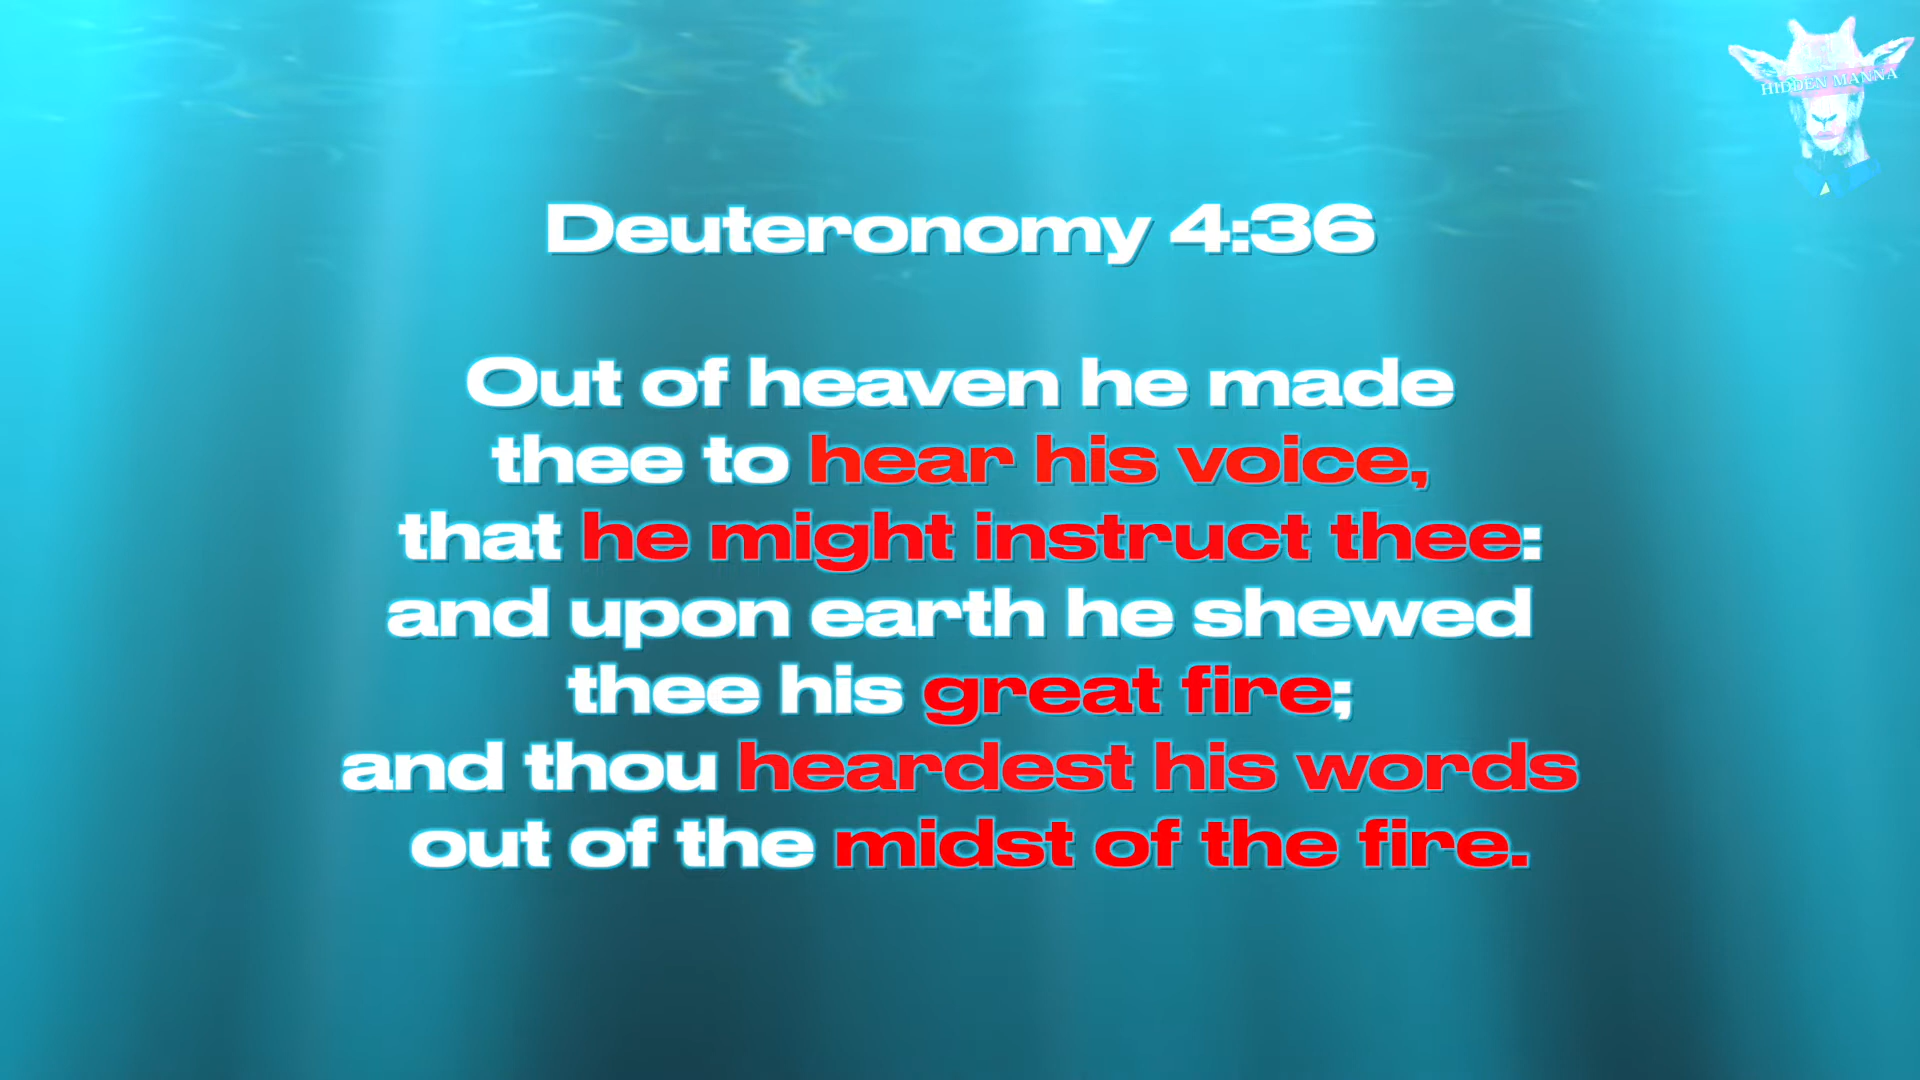 HIDDEN MANNA
Deuteronomy 4:36
Out of heaven he made
thee to hear his voice,
that he might instruct thee:
and upon earth he shewed
thee his great fire;
and thou heardest his words
out of the midst of the fire.